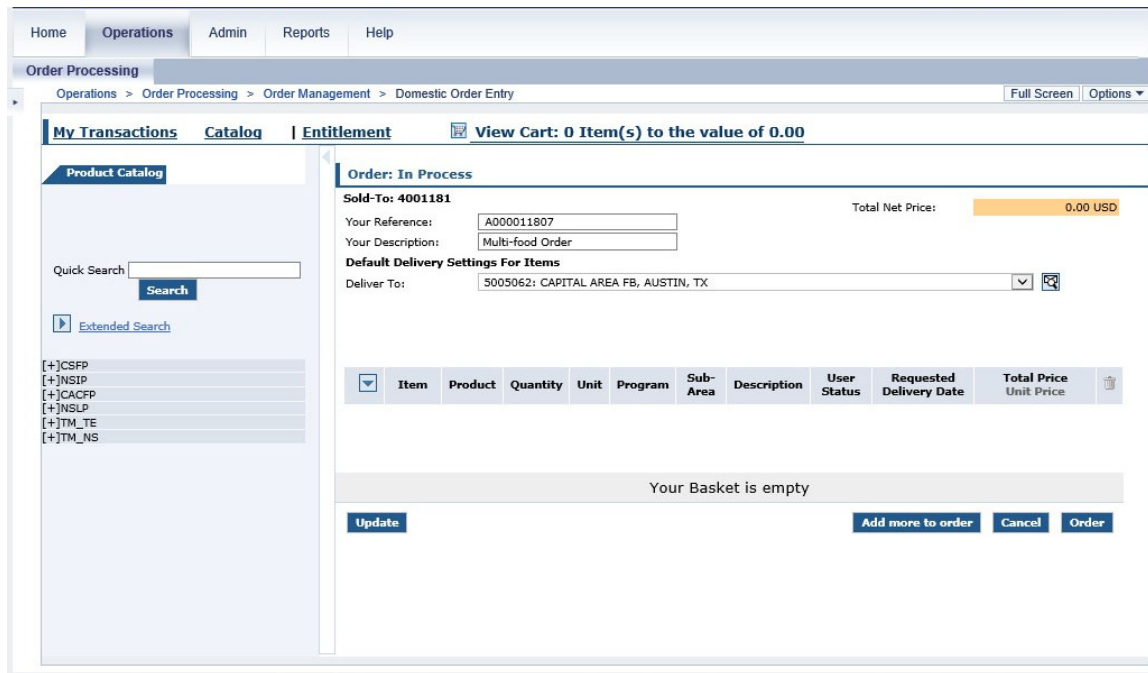 Home Operations Admin Reports Help
Order Processing
Operations > Order Processing > Order Management > Domestic Order Entry
Full Screen Options
My Transactions Catalog | Entitlement View Cart: 0 Item(s) to the value of 0.00
Product Catalog
Quick Search
Search
Extended Search
[+]CSFP
[+]NSIP
[+]CACFP
[+]NSLP
[+]TM_TE
[+]TM_NS
Order: In Process
Sold-To: 4001181
Total Net Price: 0.00 USD
Your Reference: A000011807
Your Description: Multi-food Order
Default Delivery Settings For Items
Deliver To: 5005062: CAPITAL AREA FB, AUSTIN, TX
Item Product Quantity Unit Program Sub-Area Description User Status Requested Delivery Date Total Price Unit Price
Your Basket is empty
Update Add more to order Cancel Order